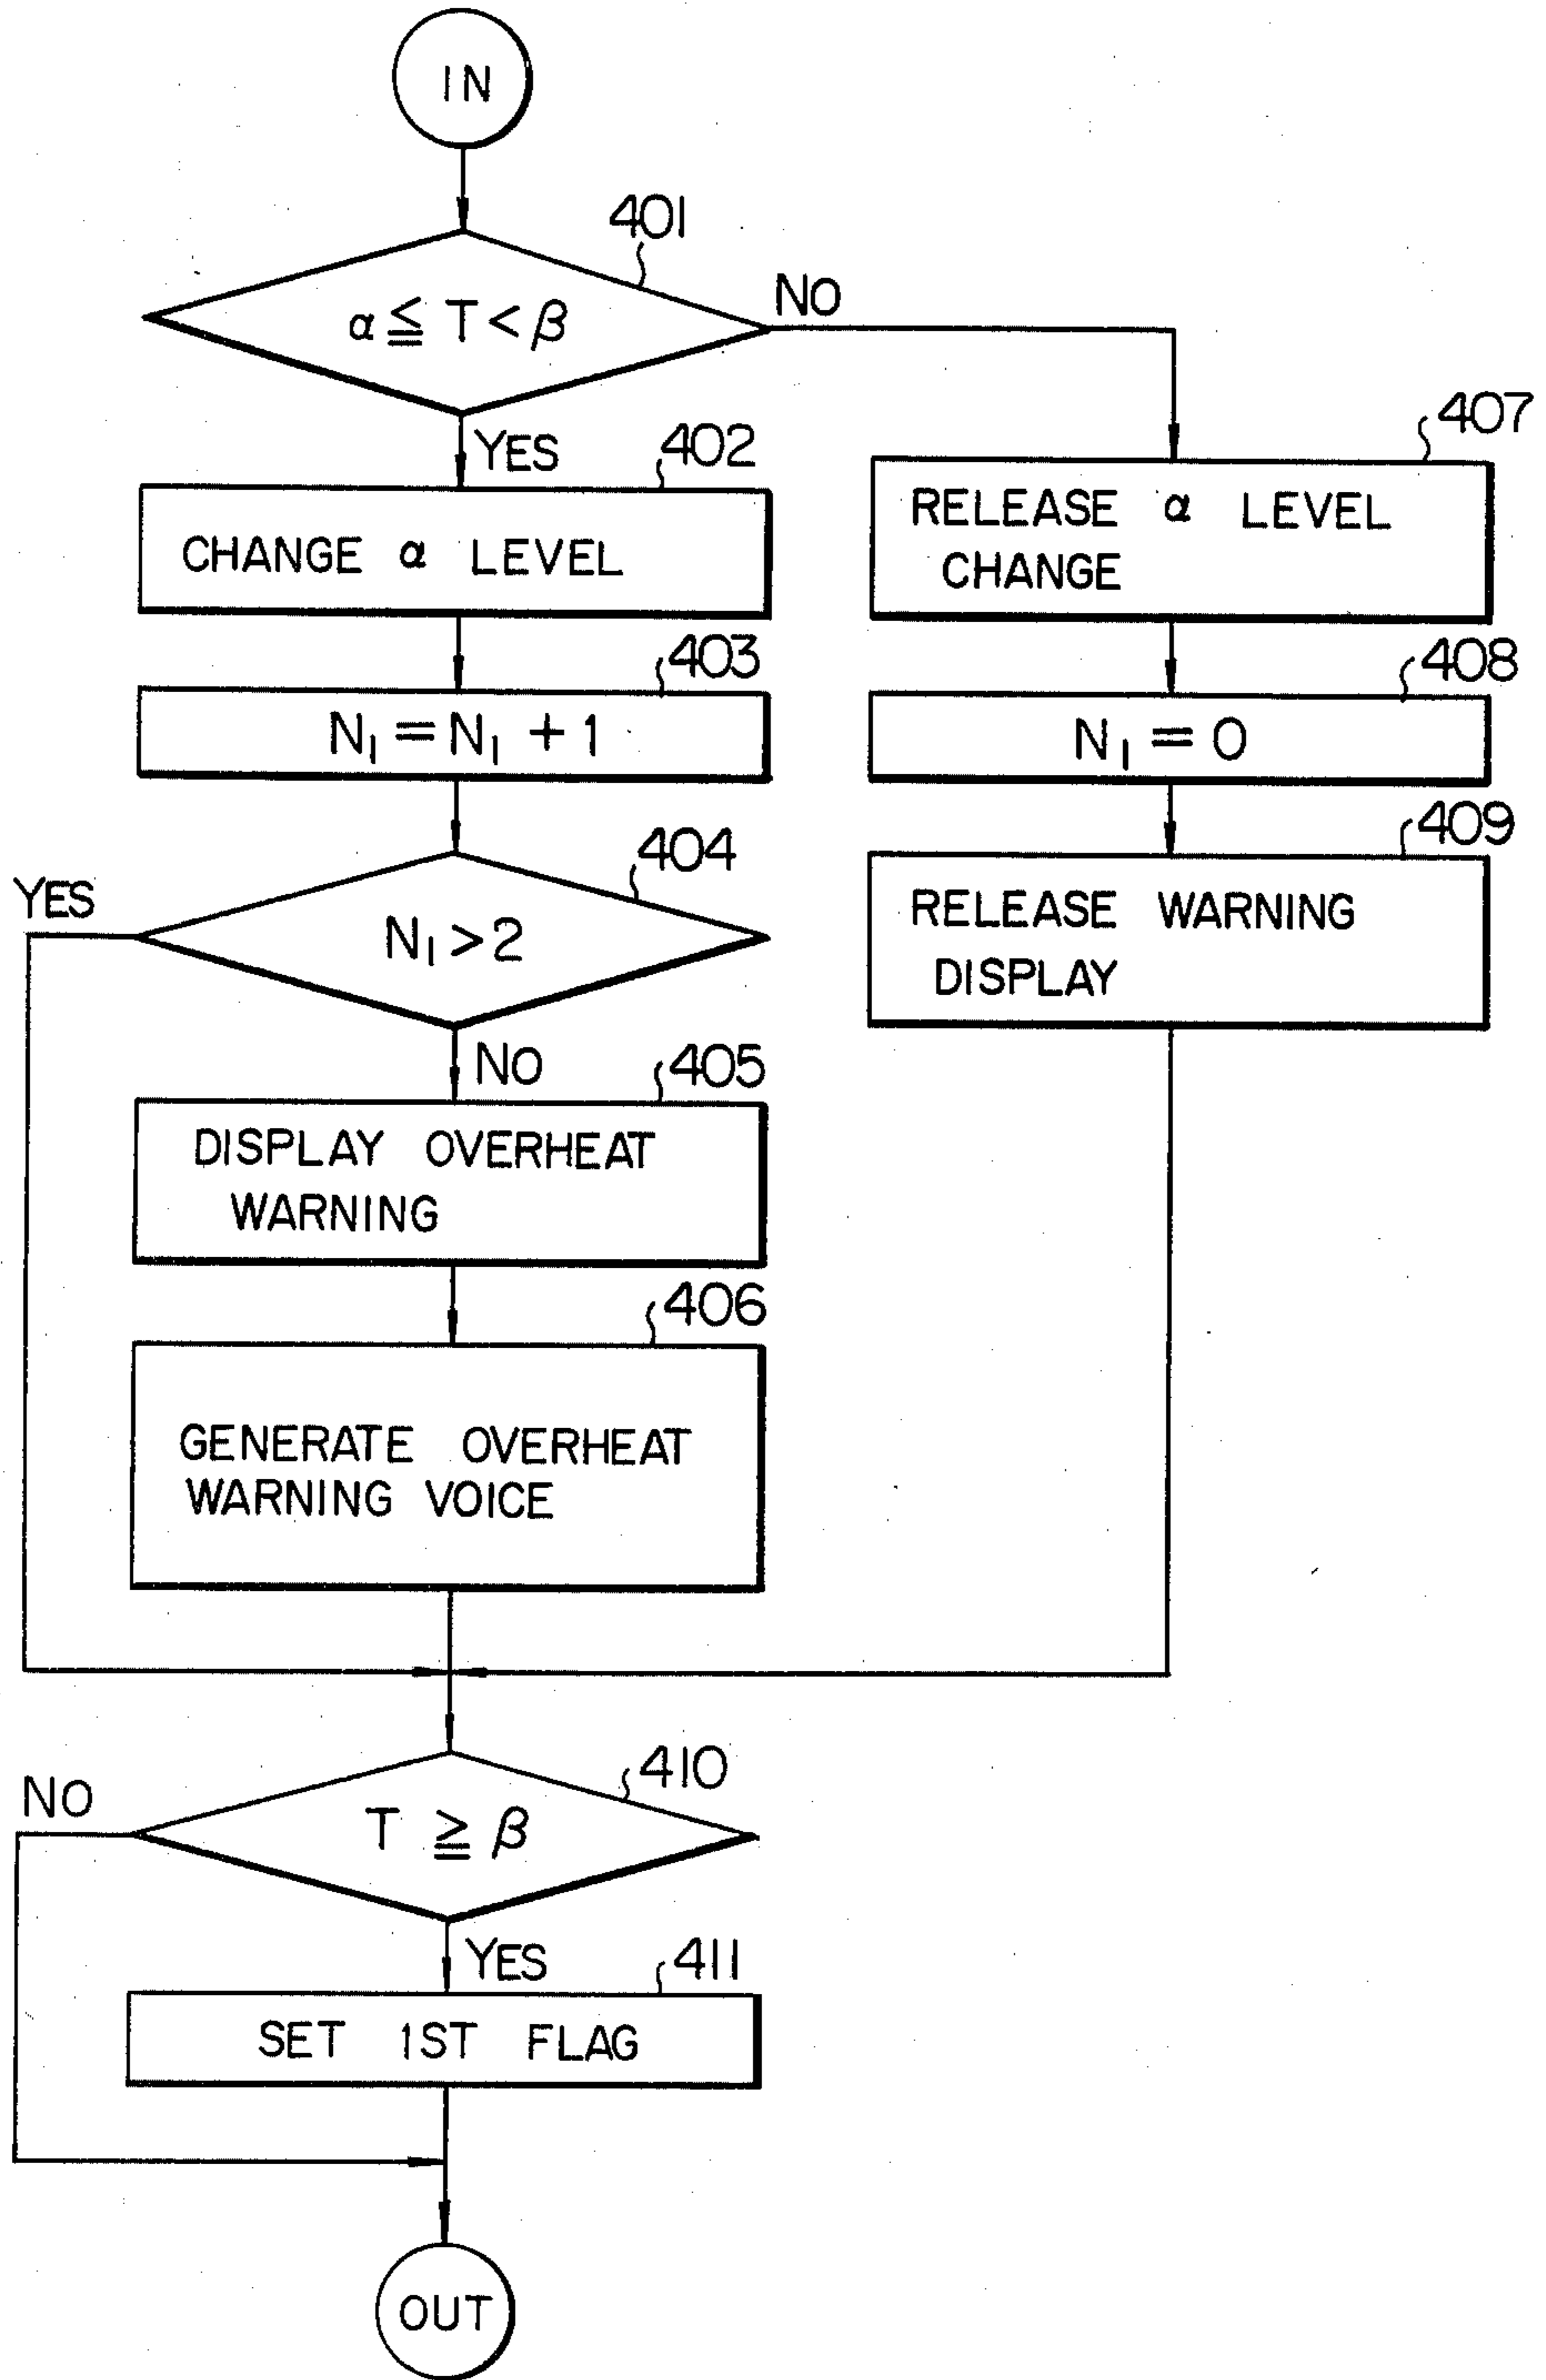 IN
401
α ≦ T < β
NO
YES
402
CHANGE α LEVEL
407
RELEASE α LEVEL
CHANGE
403
N₁ = N₁ + 1
408
N₁ = 0
404
YES
N₁ > 2
409
RELEASE WARNING
DISPLAY
NO
405
DISPLAY OVERHEAT
WARNING
406
GENERATE OVERHEAT
WARNING VOICE
410
NO
T ≧ β
YES
411
SET 1ST FLAG
OUT